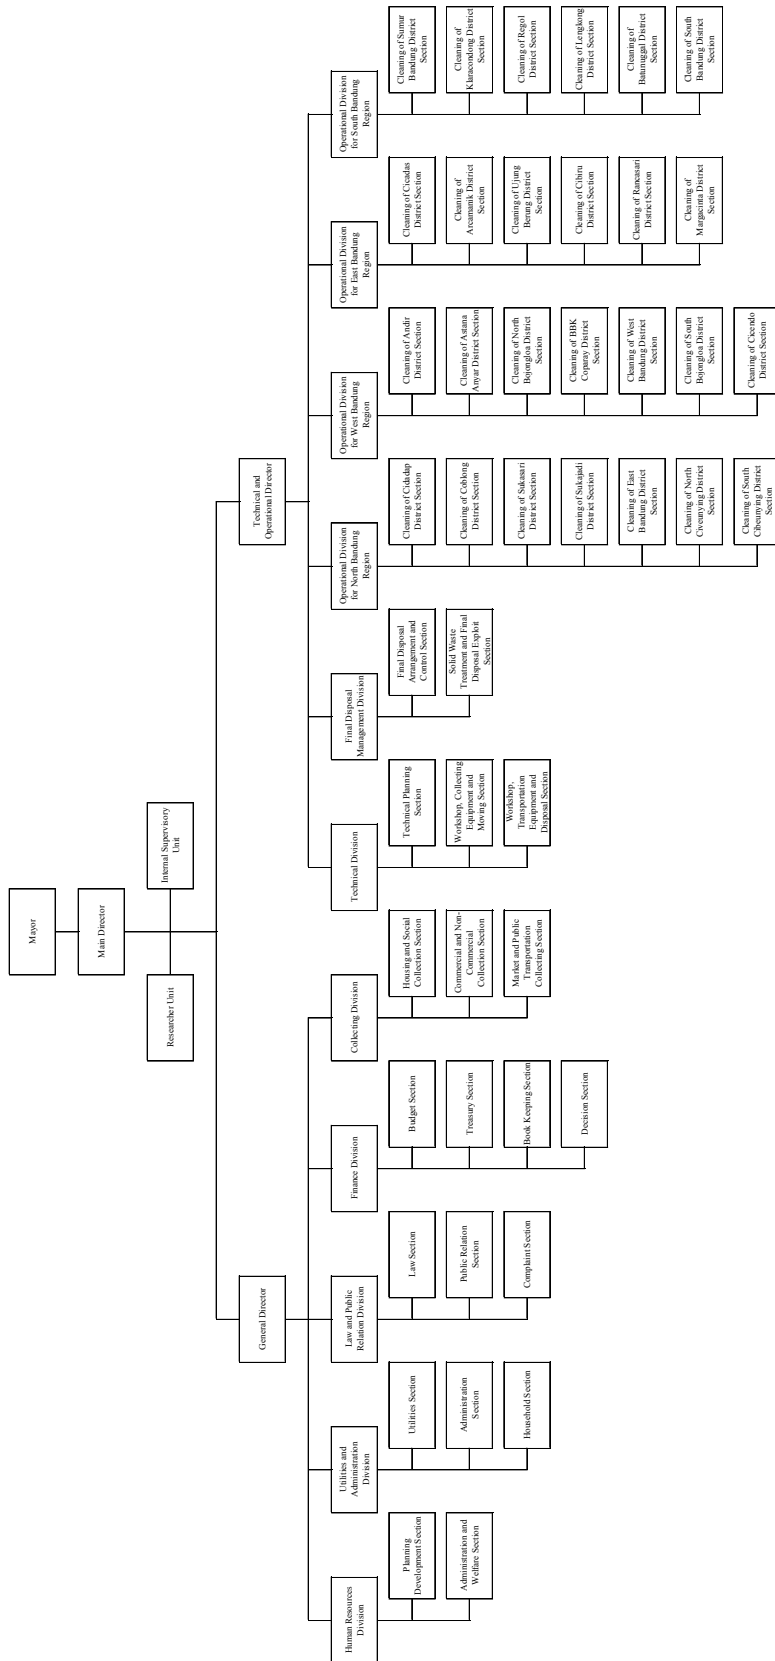 Mayor
Main Director
Researcher Unit
Internal Supervisory
Unit
General Director
Technical and
Operational Director
Human Resources
Division
Utilities and
Administration
Division
Law and Public
Relation Division
Finance Division
Collecting Division
Technical Division
Final Disposal
Management Division
Operational Division
for North Bandung
Region
Operational Division
for West Bandung
Region
Operational Division
for East Bandung
Region
Operational Division
for South Bandung
Region
Planning
Development Section
Administration and
Welfare Section
Utilities Section
Administration
Section
Household Section
Law Section
Public Relation
Section
Complaint Section
Budget Section
Treasury Section
Book Keeping Section
Decision Section
Housing and Social
Collection Section
Commercial and Non-
Commercial
Collection Section
Market and Public
Transportation
Collecting Section
Technical Planning
Section
Workshop, Collecting
Equipment and
Moving Section
Workshop,
Transportation
Equipment and
Disposal Section
Final Disposal
Arrangement and
Control Section
Solid Waste
Treatment and Final
Disposal Exploit
Section
Cleaning of Cidadap
District Section
Cleaning of Coblong
District Section
Cleaning of Sukasari
District Section
Cleaning of Sukajadi
District Section
Cleaning of East
Bandung District
Section
Cleaning of North
Civeunying District
Section
Cleaning of South
Cibeunying District
Section
Cleaning of Andir
District Section
Cleaning of Astana
Anyar District Section
Cleaning of North
Bojongloa District
Section
Cleaning of BBK
Coparay District
Section
Cleaning of West
Bandung District
Section
Cleaning of South
Bojongloa District
Section
Cleaning of Cicendo
District Section
Cleaning of Cicadas
District Section
Cleaning of
Arcamanik District
Section
Cleaning of Ujung
Berung District
Section
Cleaning of Cibiru
District Section
Cleaning of Rancasari
District Section
Cleaning of
Margacinta District
Section
Cleaning of Sumur
Bandung District
Section
Cleaning of
Klaracondong District
Section
Cleaning of Regol
District Section
Cleaning of Lengkong
District Section
Cleaning of
Batununggal District
Section
Cleaning of South
Bandung District
Section